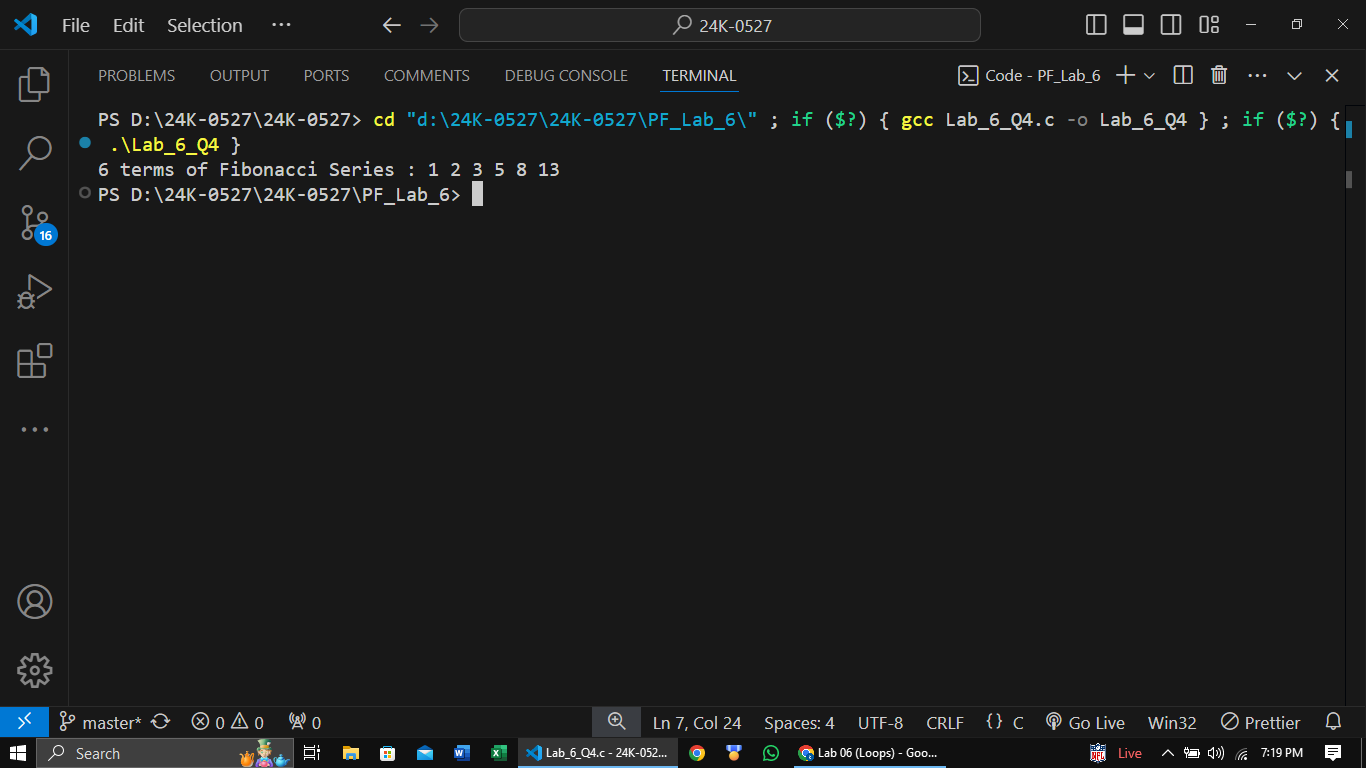 File Edit Selection ··· 24K-0527
PROBLEMS OUTPUT PORTS COMMENTS DEBUG CONSOLE TERMINAL Code - PF_Lab_6
PS D:\24K-0527\24K-0527> cd "d:\24K-0527\24K-0527\PF_Lab_6\" ; if ($?) { gcc Lab_6_Q4.c -o Lab_6_Q4 } ; if ($?) {
.\Lab_6_Q4 }
6 terms of Fibonacci Series : 1 2 3 5 8 13
PS D:\24K-0527\24K-0527\PF_Lab_6>
16
master* 0 0 0 Ln 7, Col 24 Spaces: 4 UTF-8 CRLF {} C Go Live Win32 Prettier
Search Lab_6_Q4.c - 24K-052... Lab 06 (Loops) - Goo... Live 7:19 PM